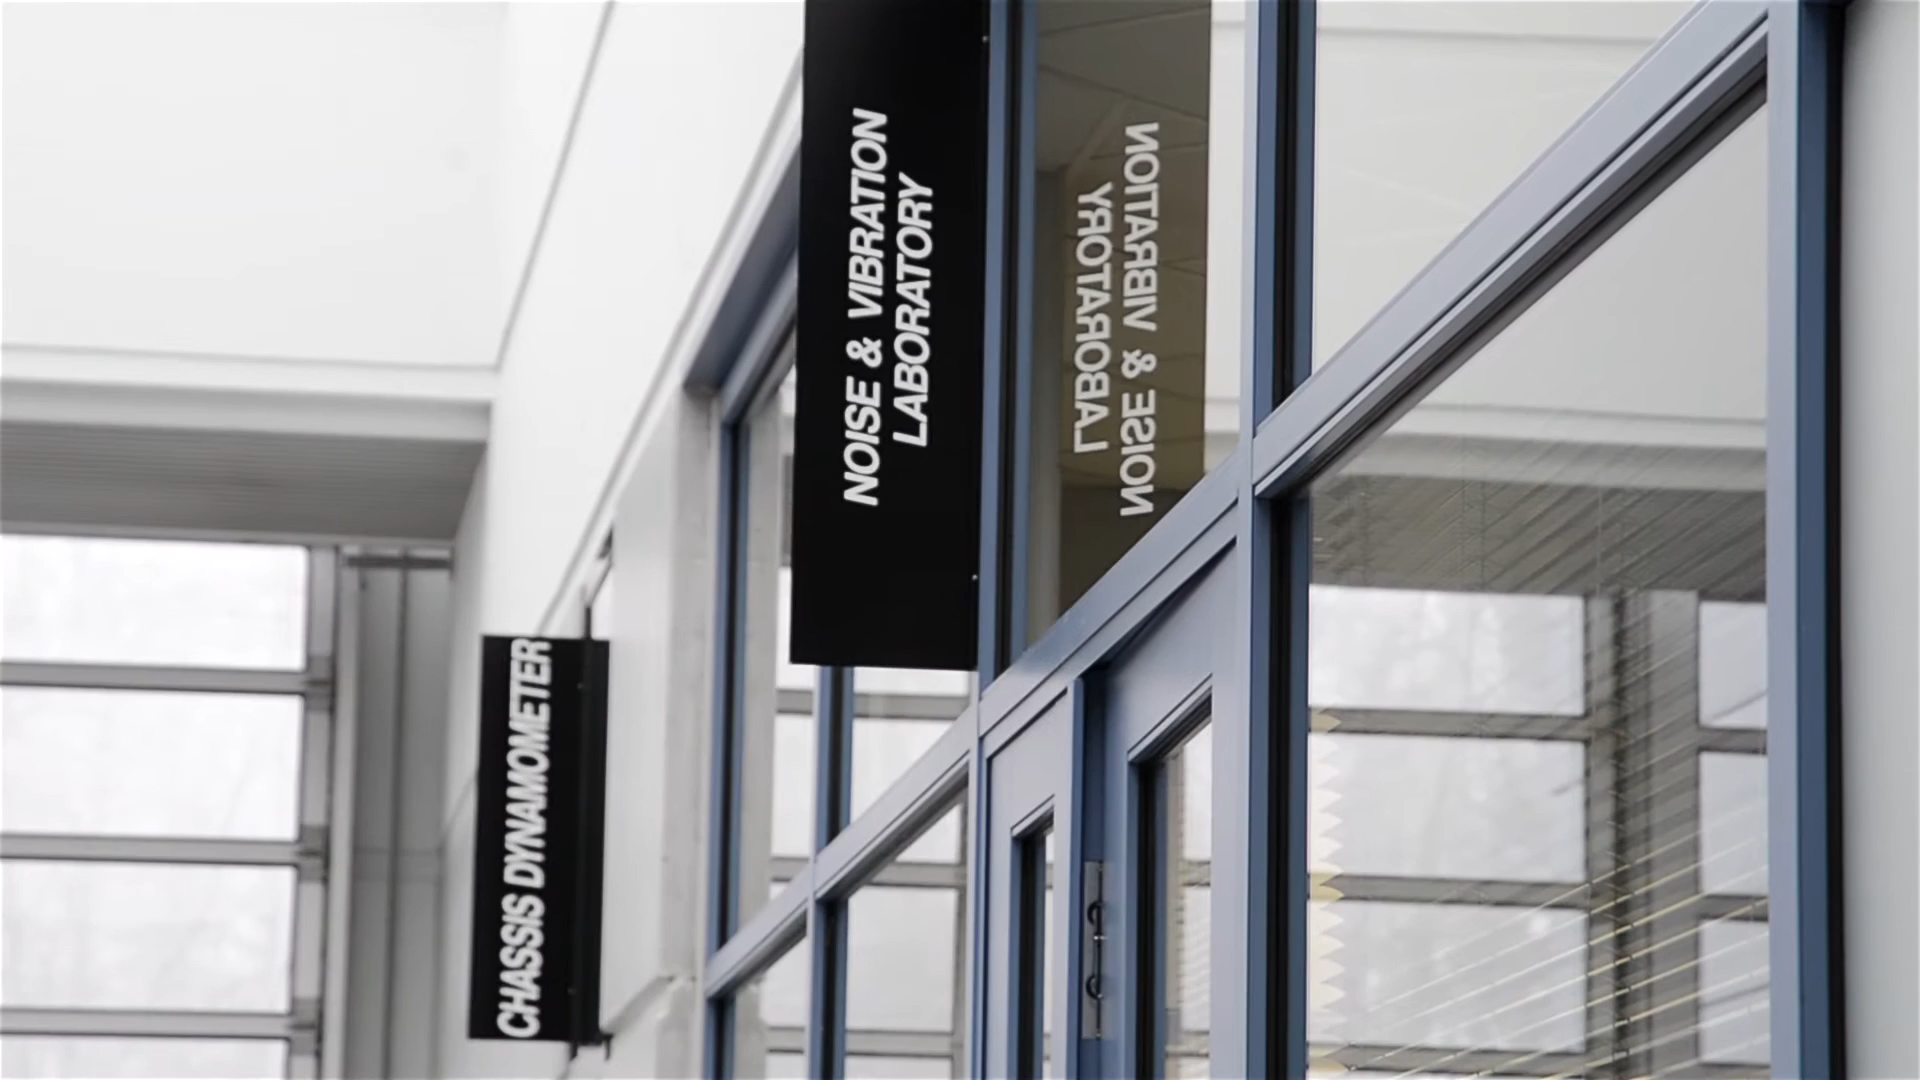 NOISE & VIBRATION
LABORATORY
NOISE & VIBRATION
LABORATORY
CHASSIS DYNAMOMETER